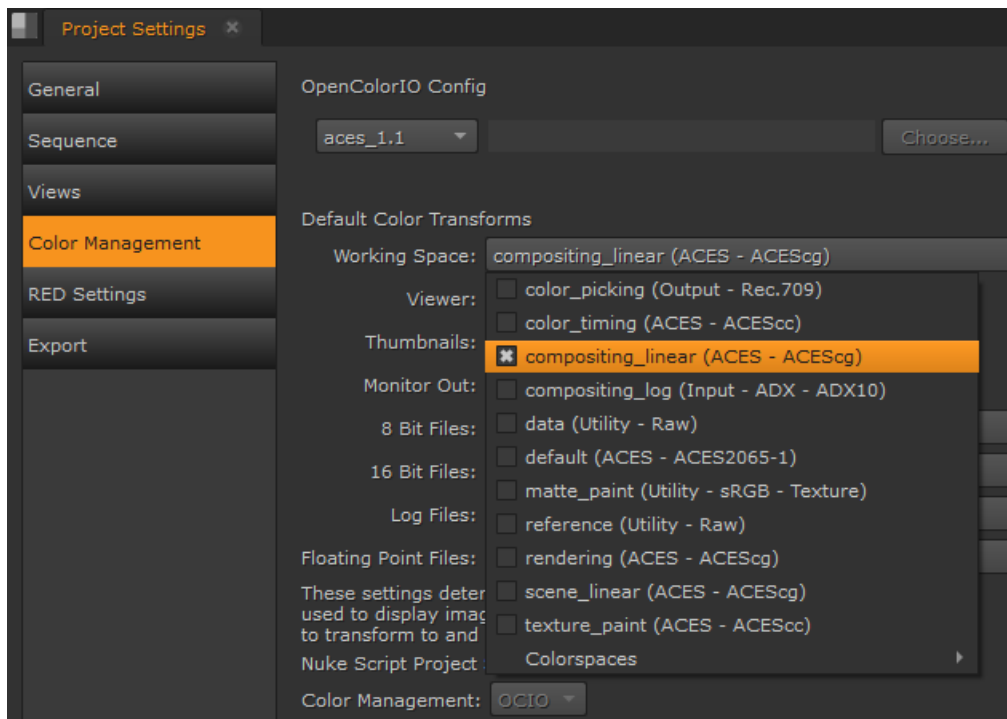 Project Settings
General
Sequence
Views
Color Management
RED Settings
Export
OpenColorIO Config
aces_1.1
Choose...
Default Color Transforms
Working Space: compositing_linear (ACES - ACEScg)
Viewer:
Thumbnails:
Monitor Out:
8 Bit Files:
16 Bit Files:
Log Files:
Floating Point Files:
color_picking (Output - Rec.709)
color_timing (ACES - ACEScc)
compositing_linear (ACES - ACEScg)
compositing_log (Input - ADX - ADX10)
data (Utility - Raw)
default (ACES - ACES2065-1)
matte_paint (Utility - sRGB - Texture)
reference (Utility - Raw)
rendering (ACES - ACEScg)
scene_linear (ACES - ACEScg)
texture_paint (ACES - ACEScc)
Colorspaces
These settings deter
used to display imag
to transform to and
Nuke Script Project
Color Management: OCIO